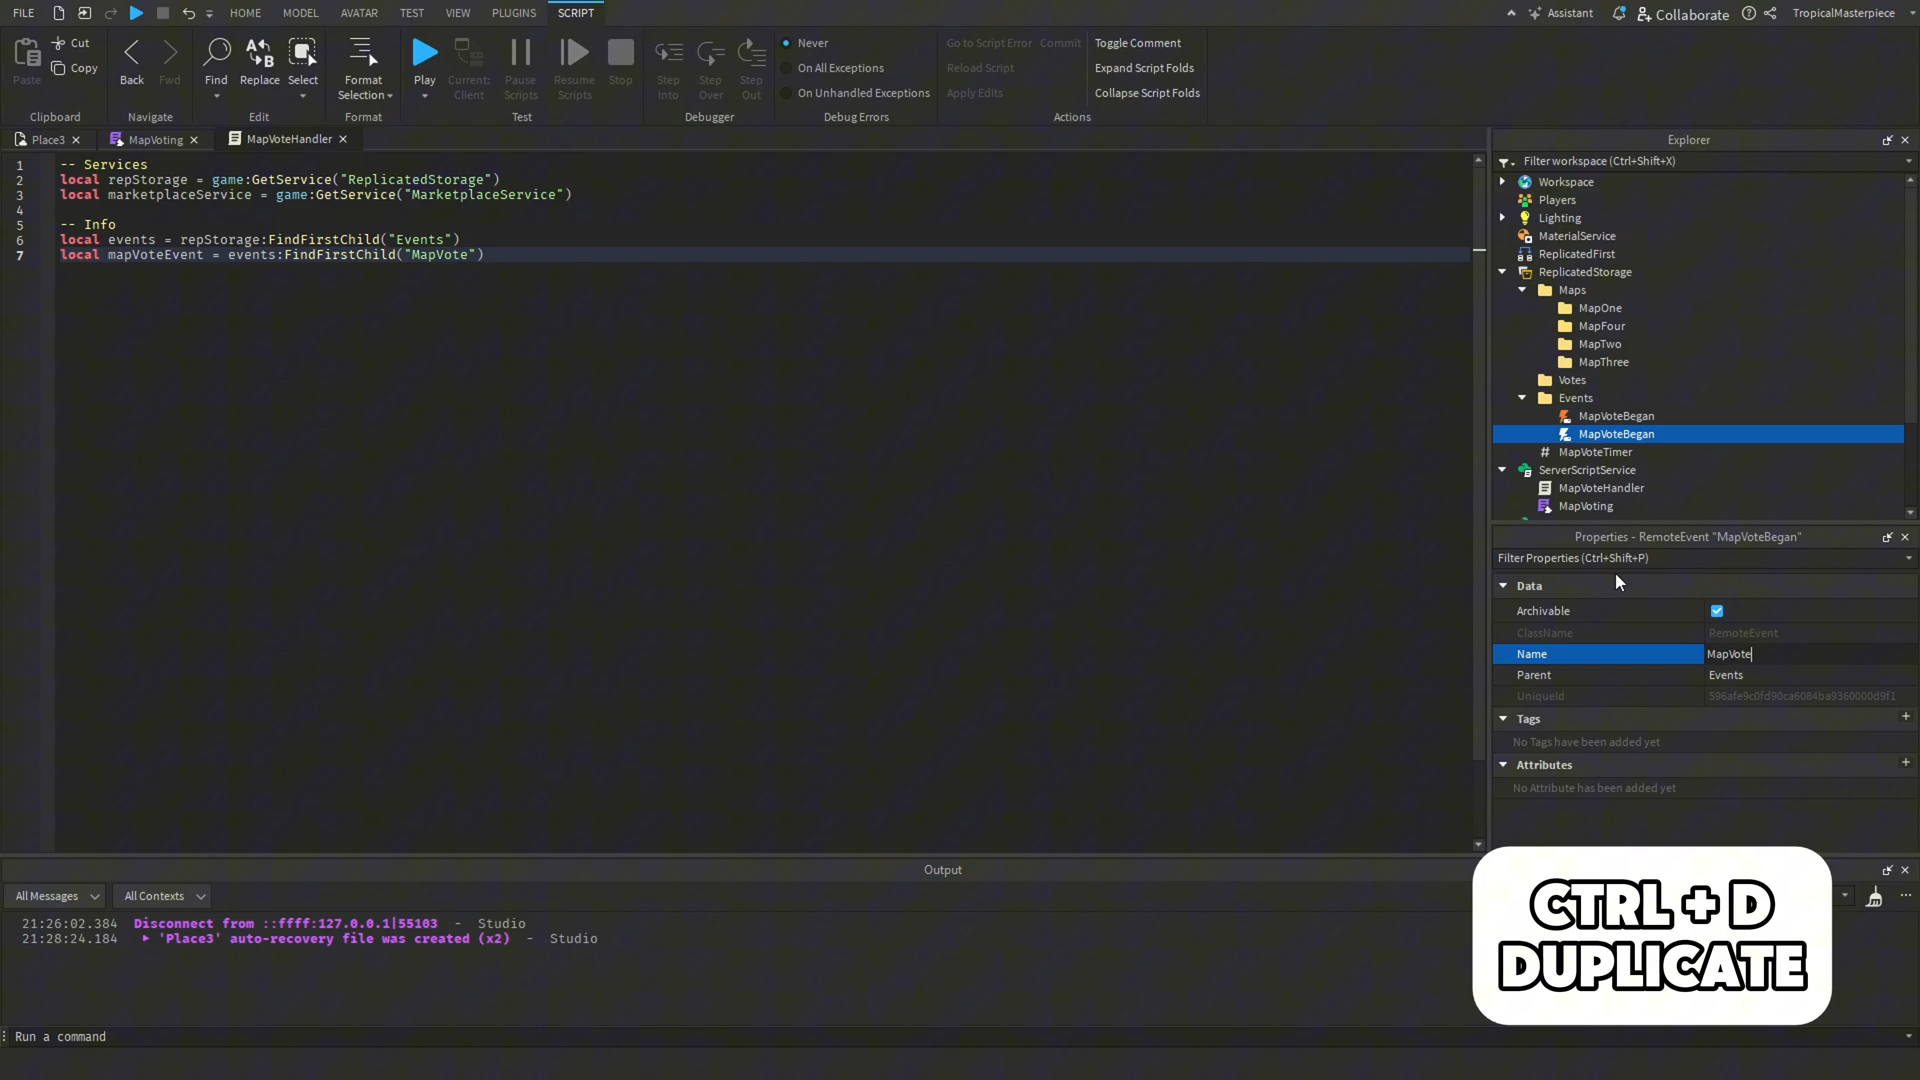 FILE HOME MODEL AVATAR TEST VIEW PLUGINS SCRIPT Assistant Collaborate TropicalMasterpiece
Paste Cut Copy Back Fwd Find Replace Select Format Selection Play Current: Client Pause Scripts Resume Scripts Stop Step Into Step Over Step Out
Never
On All Exceptions
On Unhandled Exceptions
Go to Script Error Commit
Reload Script
Apply Edits
Toggle Comment
Expand Script Folds
Collapse Script Folds
Clipboard Navigate Edit Format Test Debugger Debug Errors Actions
Place3 MapVoting MapVoteHandler
1 -- Services
2 local repStorage = game:GetService("ReplicatedStorage")
3 local marketplaceService = game:GetService("MarketplaceService")
4
5 -- Info
6 local events = repStorage:FindFirstChild("Events")
7 local mapVoteEvent = events:FindFirstChild("MapVote")
Explorer
Filter workspace (Ctrl+Shift+X)
Workspace
Players
Lighting
MaterialService
ReplicatedFirst
ReplicatedStorage
Maps
MapOne
MapFour
MapTwo
MapThree
Votes
Events
MapVoteBegan
MapVoteBegan
# MapVoteTimer
ServerScriptService
MapVoteHandler
MapVoting
Properties - RemoteEvent "MapVoteBegan"
Filter Properties (Ctrl+Shift+P)
Data
Archivable
ClassName RemoteEvent
Name MapVote
Parent Events
UniqueId 596afe9c0fd90ca6084ba9360000d9f1
Tags +
No Tags have been added yet
Attributes +
No Attribute has been added yet
Output
All Messages All Contexts
21:26:02.384 Disconnect from ::ffff:127.0.0.1|55103 - Studio
21:28:24.184 'Place3' auto-recovery file was created (x2) - Studio
CTRL + D
DUPLICATE
Run a command